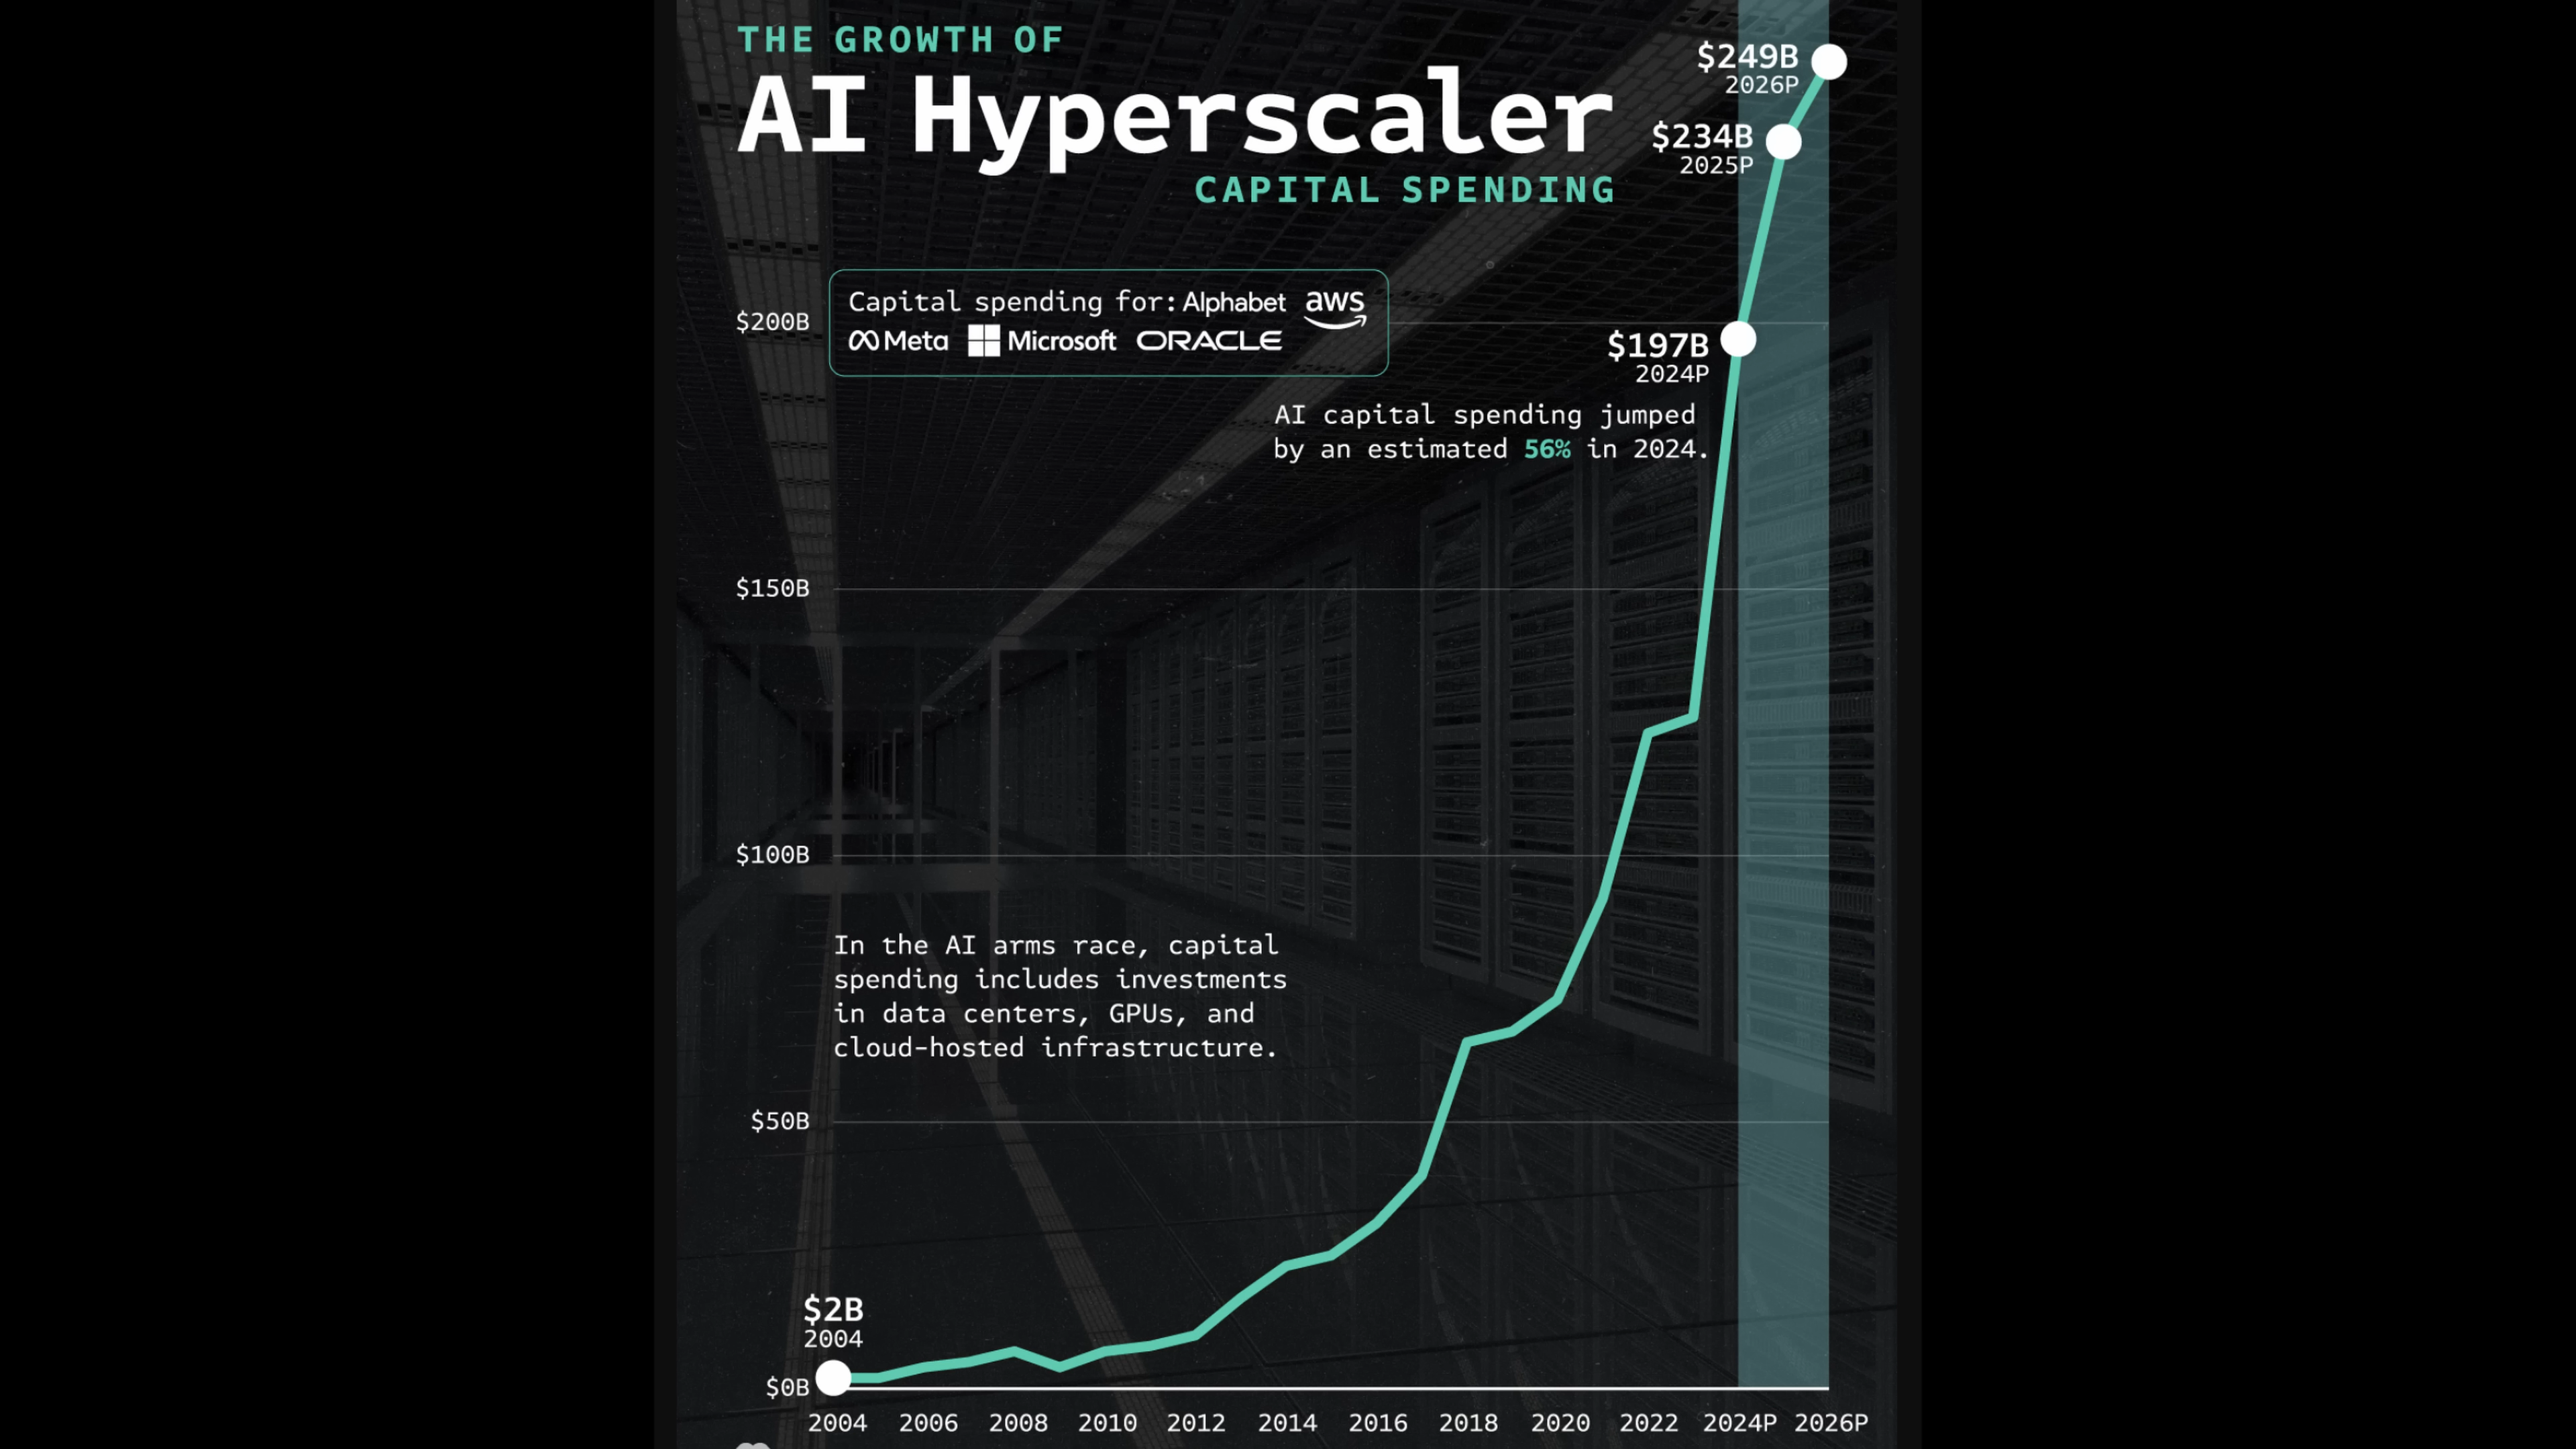 THE GROWTH OF
AI Hyperscaler
CAPITAL SPENDING
$249B
2026P
$234B
2025P
Capital spending for: Alphabet aws
Meta Microsoft ORACLE
$200B
$197B
2024P
AI capital spending jumped
by an estimated 56% in 2024.
$150B
$100B
In the AI arms race, capital
spending includes investments
in data centers, GPUs, and
cloud-hosted infrastructure.
$50B
$2B
2004
$0B
2004 2006 2008 2010 2012 2014 2016 2018 2020 2022 2024P 2026P